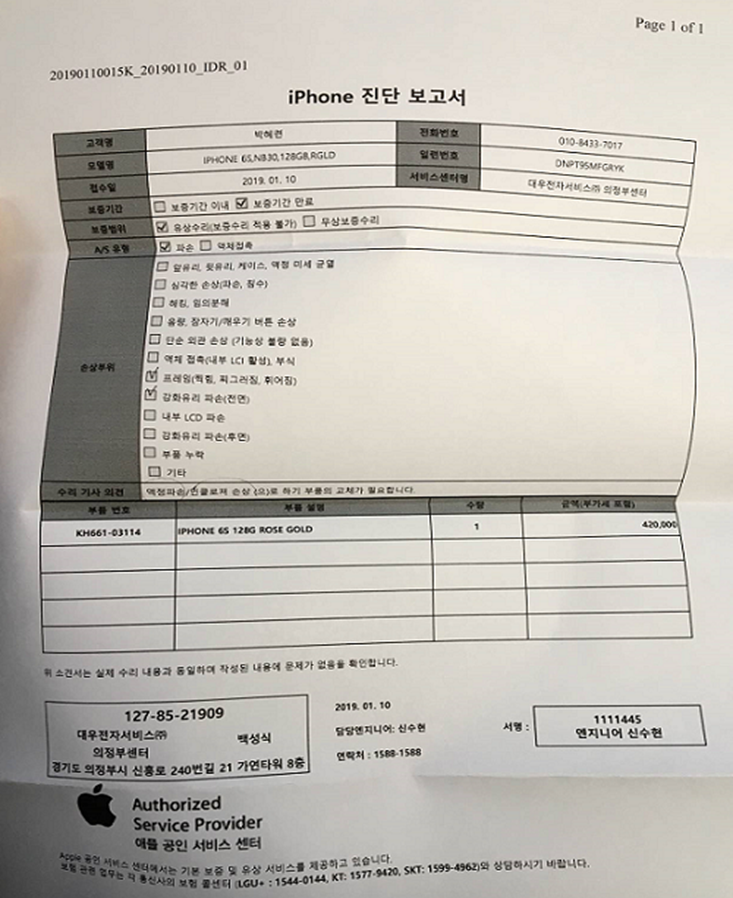 Page 1 of 1
20190110015K_20190110_IDR_01
iPhone 진단 보고서
고객명 박혜련 전화번호 010-8433-7017
모델명 IPHONE 6S,NB30,128GB,RGLD 일련번호 DNPT95MFGRYK
접수일 2019. 01. 10 서비스센터명 대우전자서비스㈜ 의정부센터
보증기간 ☐ 보증기간 이내 ☑ 보증기간 만료
보증범위 ☑ 유상수리(보증수리 적용 불가) ☐ 무상보증수리
A/S 유형 ☑ 파손 ☐ 액체접촉
손상부위
☐ 앞유리, 뒷유리, 케이스, 액정 미세 균열
☐ 심각한 손상(파손, 침수)
☐ 해킹, 임의분해
☐ 음량, 잠자기/깨우기 버튼 손상
☐ 단순 외관 손상 (기능상 불량 없음)
☐ 액체 접촉(내부 LCI 활성), 부식
☑ 프레임(찍힘, 찌그러짐, 휘어짐)
☑ 강화유리 파손(전면)
☐ 내부 LCD 파손
☐ 강화유리 파손(후면)
☐ 부품 누락
☐ 기타
수리 기사 의견 액정파손/인클로저 손상 (으)로 하기 부품의 교체가 필요합니다.
부품 번호 부품 설명 수량 금액(부가세 포함)
KH661-03114 IPHONE 6S 128G ROSE GOLD 1 420,000
위 소견서는 실제 수리 내용과 동일하며 작성된 내용에 문제가 없음을 확인합니다.
127-85-21909
대우전자서비스㈜ 백성식
의정부센터
경기도 의정부시 신흥로 240번길 21 가연타워 8층
2019. 01. 10
담당엔지니어: 신수현
연락처 : 1588-1588
서명 :
1111445
엔지니어 신수현
Authorized
Service Provider
애플 공인 서비스 센터
Apple 공인 서비스 센터에서는 기본 보증 및 유상 서비스를 제공하고 있습니다.
보험 관련 업무는 각 통신사의 보험 콜센터 (LGU+ : 1544-0144, KT: 1577-9420, SKT: 1599-4962)와 상담하시기 바랍니다.